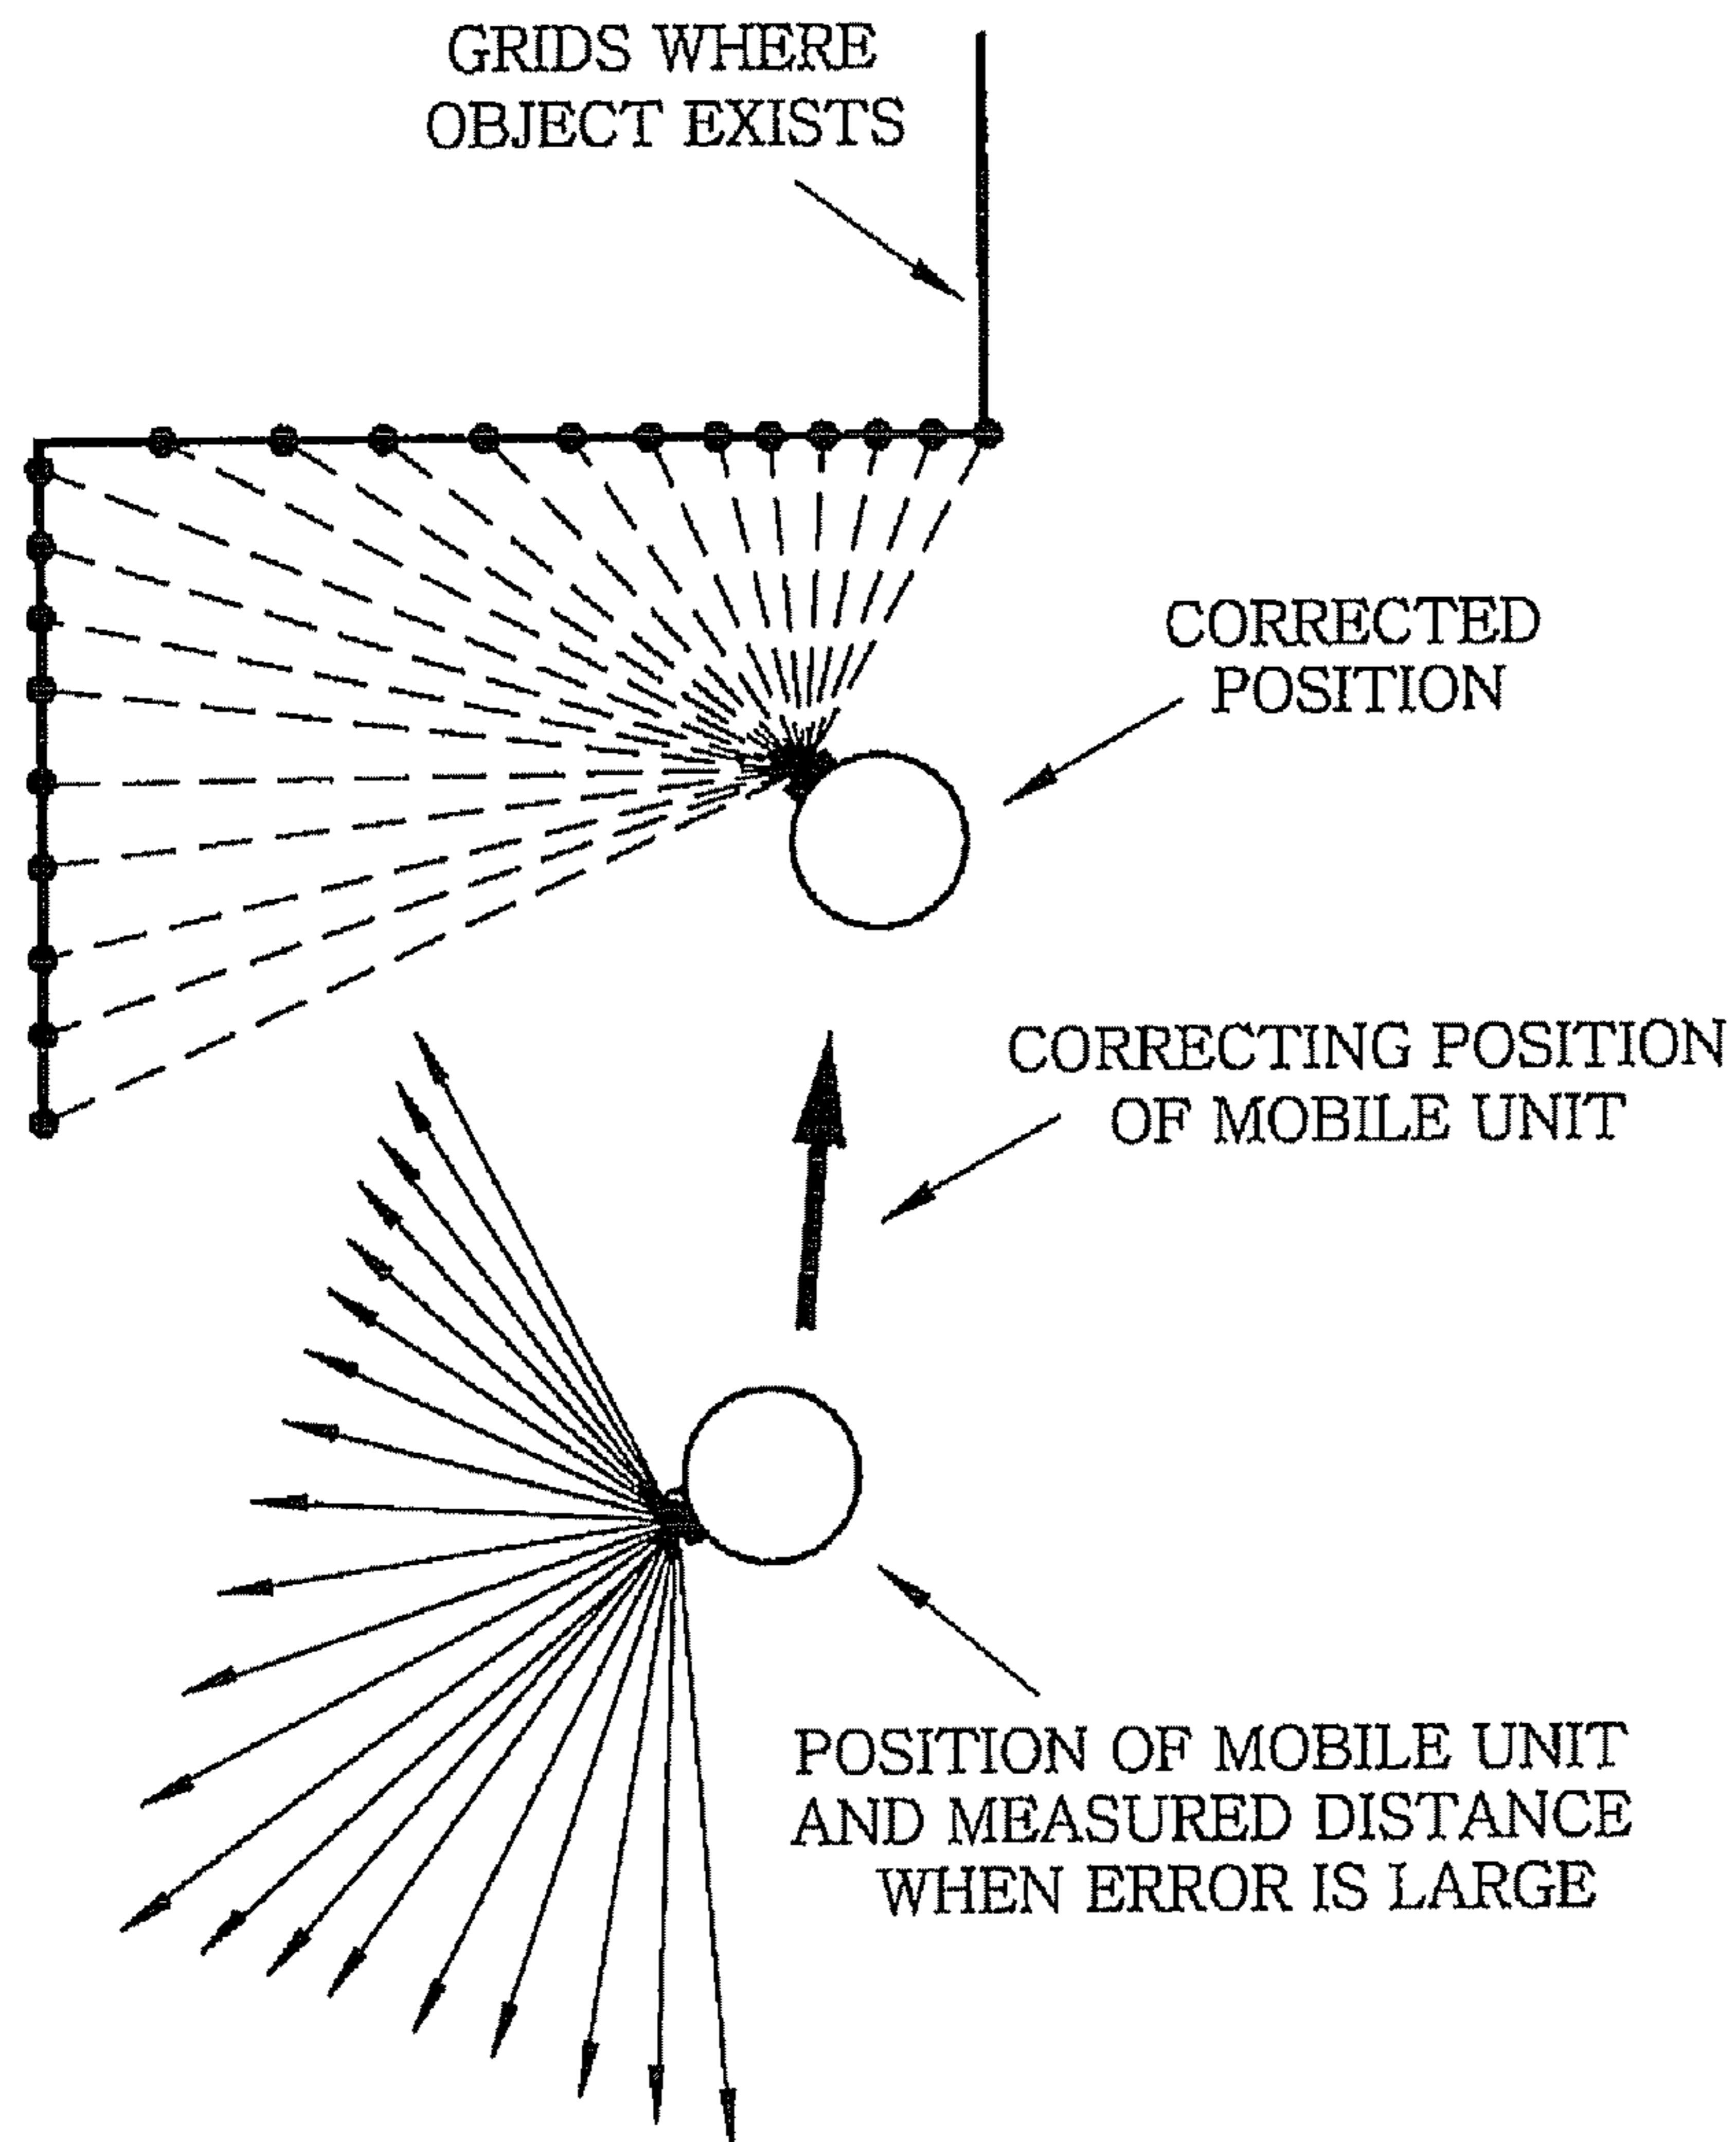 GRIDS WHERE
OBJECT EXISTS
CORRECTED
POSITION
CORRECTING POSITION
OF MOBILE UNIT
POSITION OF MOBILE UNIT
AND MEASURED DISTANCE
WHEN ERROR IS LARGE